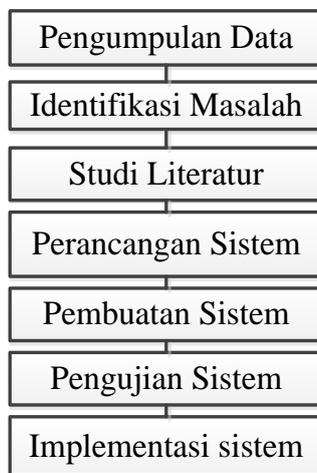 Pengumpulan Data
Identifikasi Masalah
Studi Literatur
Perancangan Sistem
Pembuatan Sistem
Pengujian Sistem
Implementasi sistem